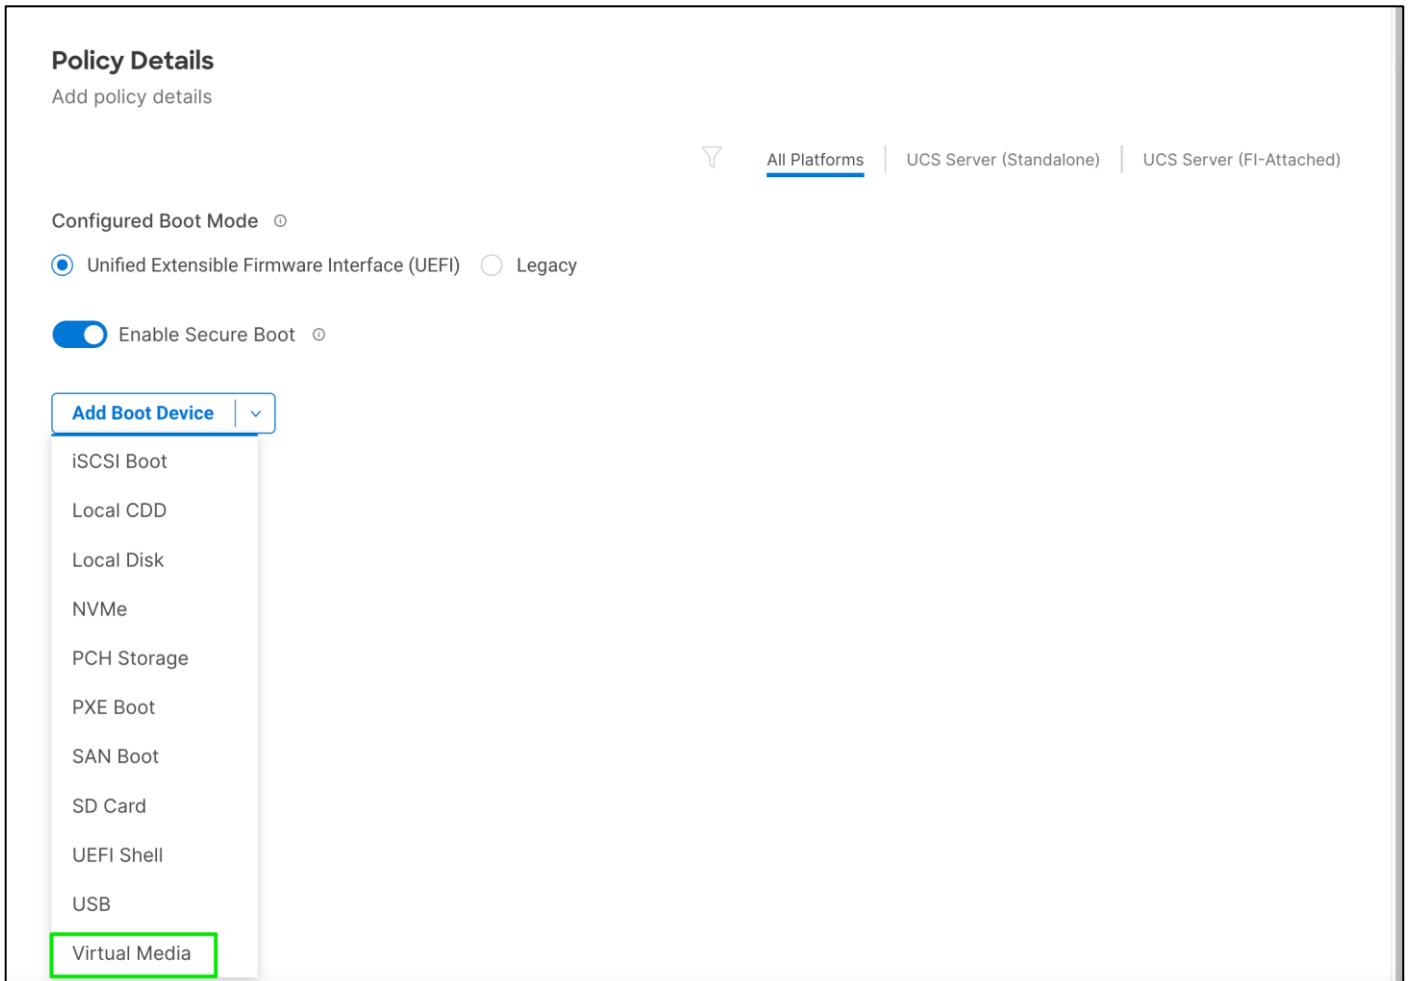 Policy Details
Add policy details
All Platforms UCS Server (Standalone) UCS Server (FI-Attached)
Configured Boot Mode
Unified Extensible Firmware Interface (UEFI) Legacy
Enable Secure Boot
Add Boot Device
iSCSI Boot
Local CDD
Local Disk
NVMe
PCH Storage
PXE Boot
SAN Boot
SD Card
UEFI Shell
USB
Virtual Media